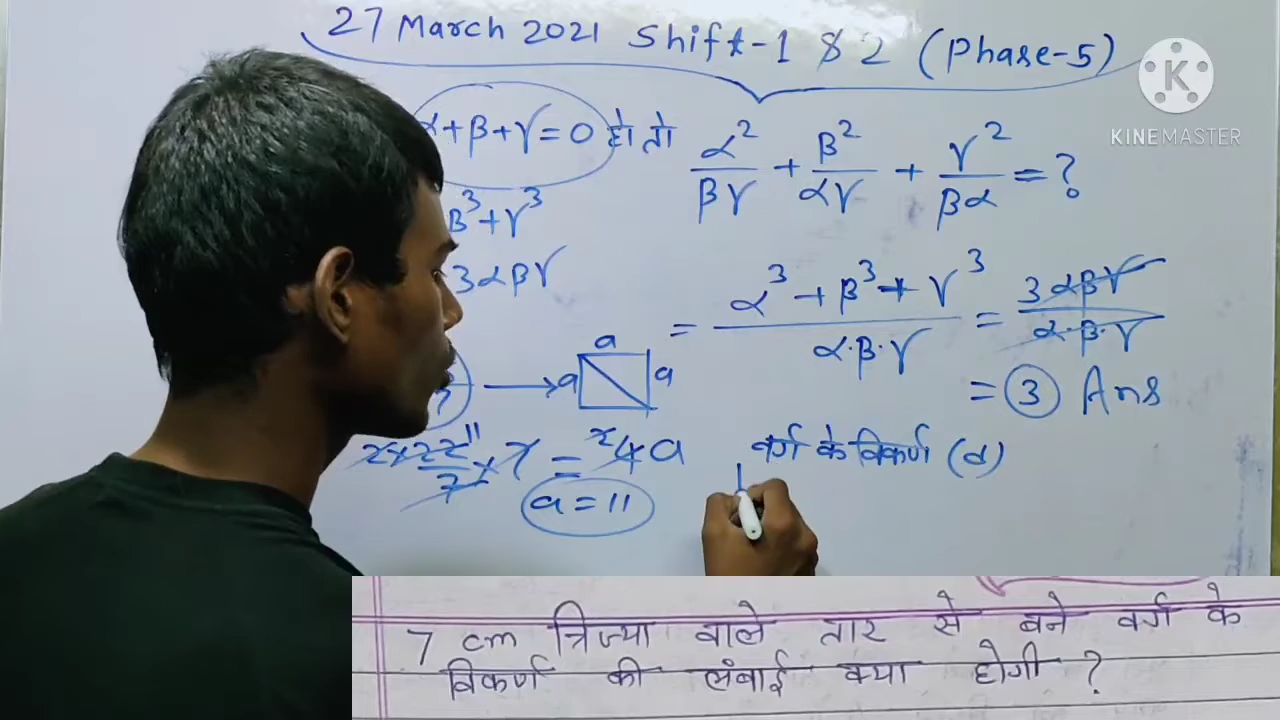 27 March 2021 Shift-1 & 2 (Phase-5)
KINEMASTER
α+β+γ=0 हो तो α²/βγ + β²/αγ + γ²/βα = ?
β³+γ³
3αβγ
= α³+β³+γ³/α.β.γ = 3αβγ/α.β.γ
= 3 Ans
a
a a
2×22/7×7 = 4a
11 2
a = 11
वर्ग के विकर्ण (d)
7 cm त्रिज्या वाले तार से बने वर्ग के
विकर्ण की लंबाई क्या होगी ?